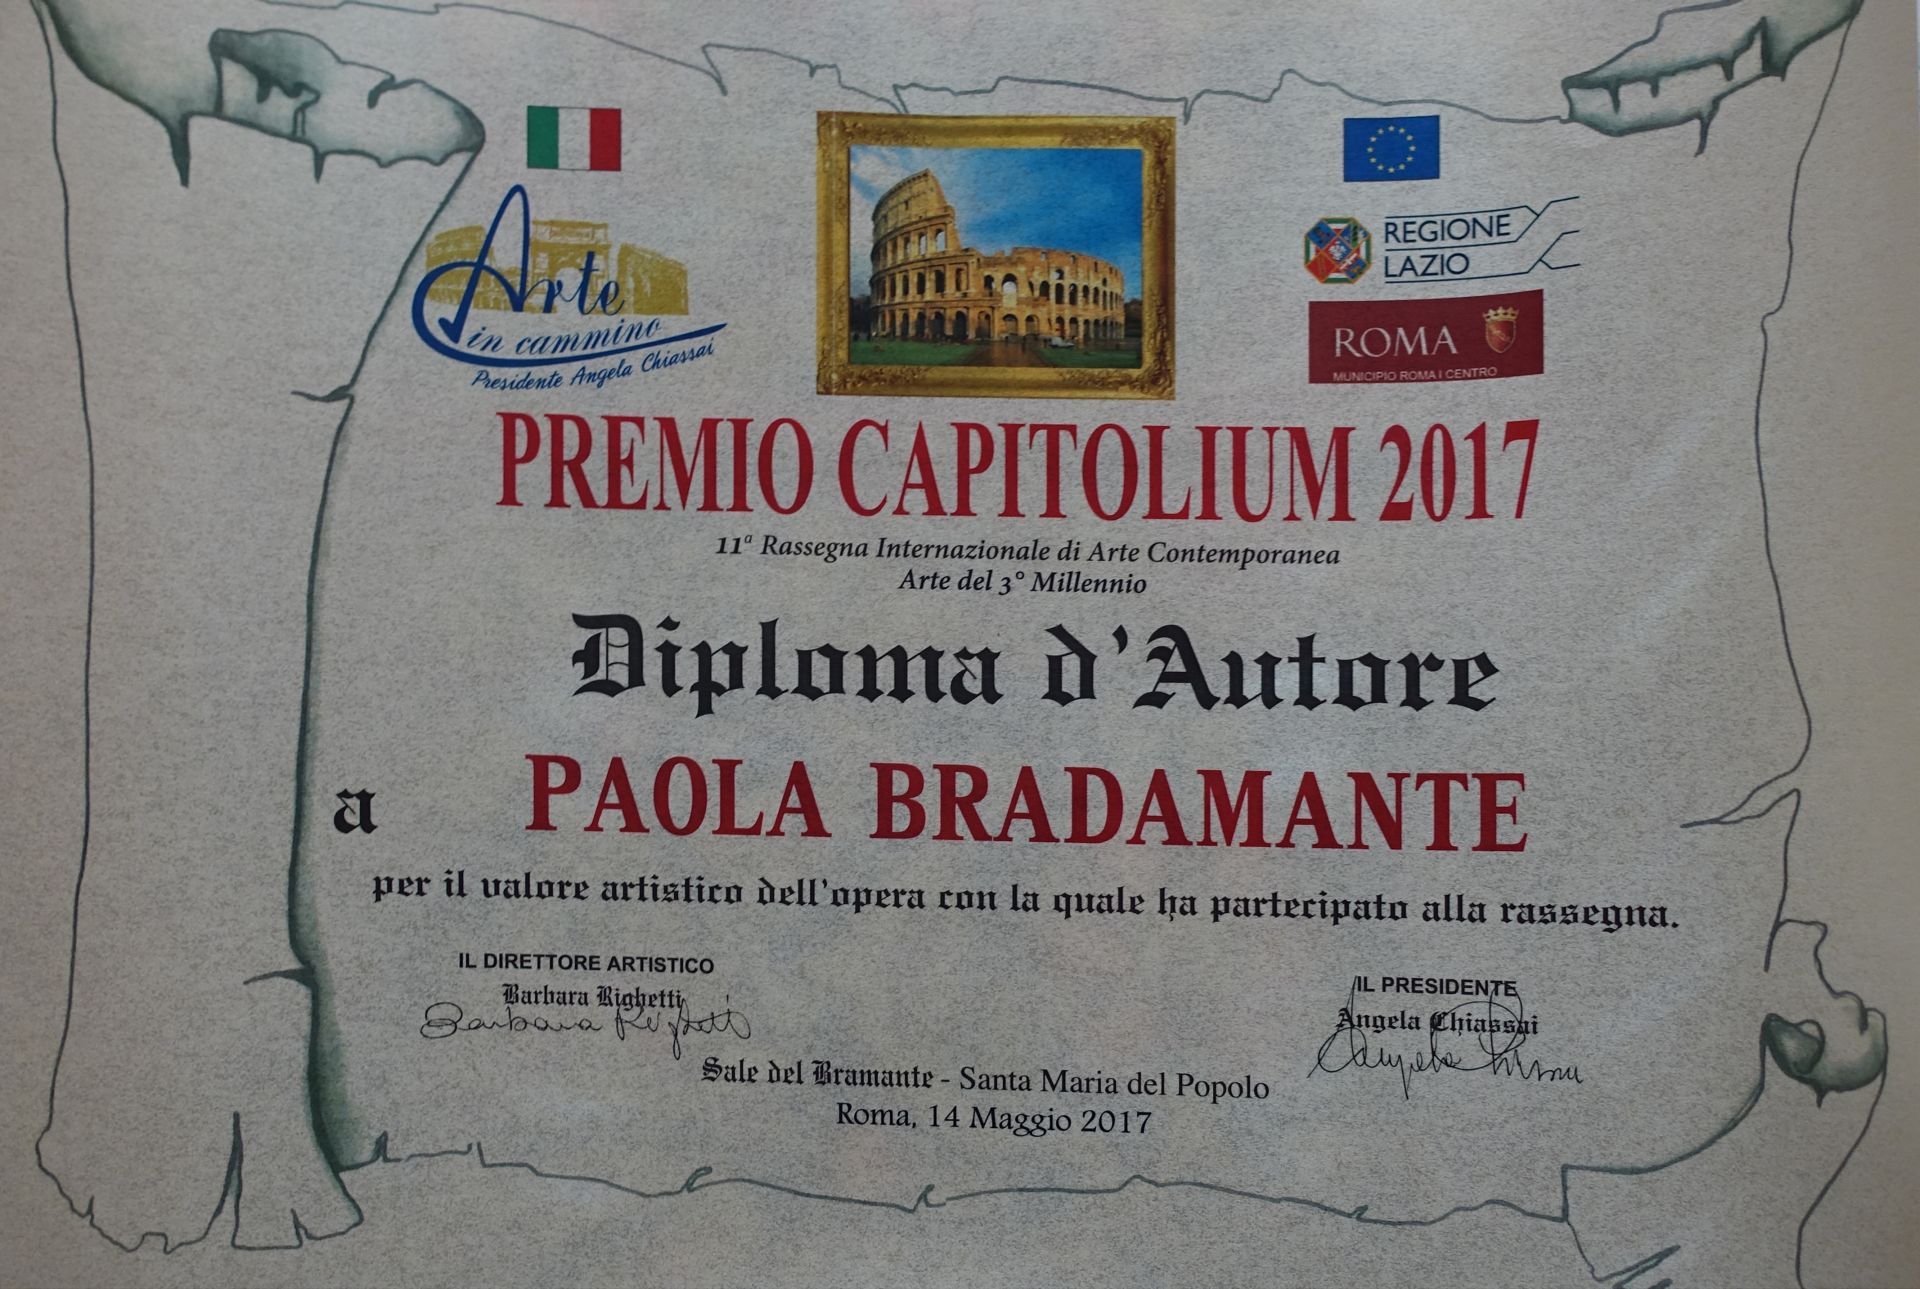 Arte
in cammino
Presidente Angela Chiassai
REGIONE
LAZIO
ROMA
MUNICIPIO ROMA I CENTRO
PREMIO CAPITOLIUM 2017
11ª Rassegna Internazionale di Arte Contemporanea
Arte del 3° Millennio
Diploma d'Autore
a PAOLA BRADAMANTE
per il valore artistico dell'opera con la quale ha partecipato alla rassegna.
IL DIRETTORE ARTISTICO
Barbara Righetti
Barbara Righetti
IL PRESIDENTE
Angela Chiassai
Sale del Bramante - Santa Maria del Popolo
Roma, 14 Maggio 2017